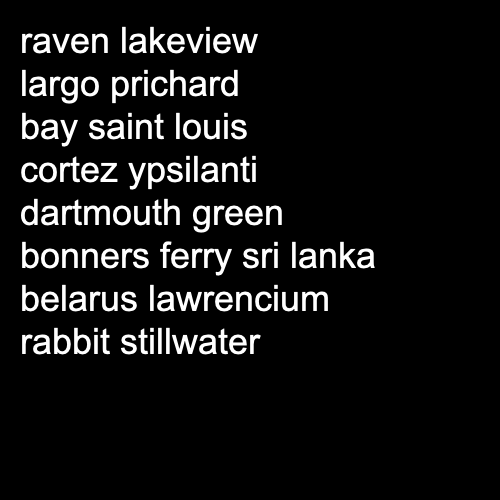 raven lakeview
largo prichard
bay saint louis
cortez ypsilanti
dartmouth green
bonners ferry sri lanka
belarus lawrencium
rabbit stillwater